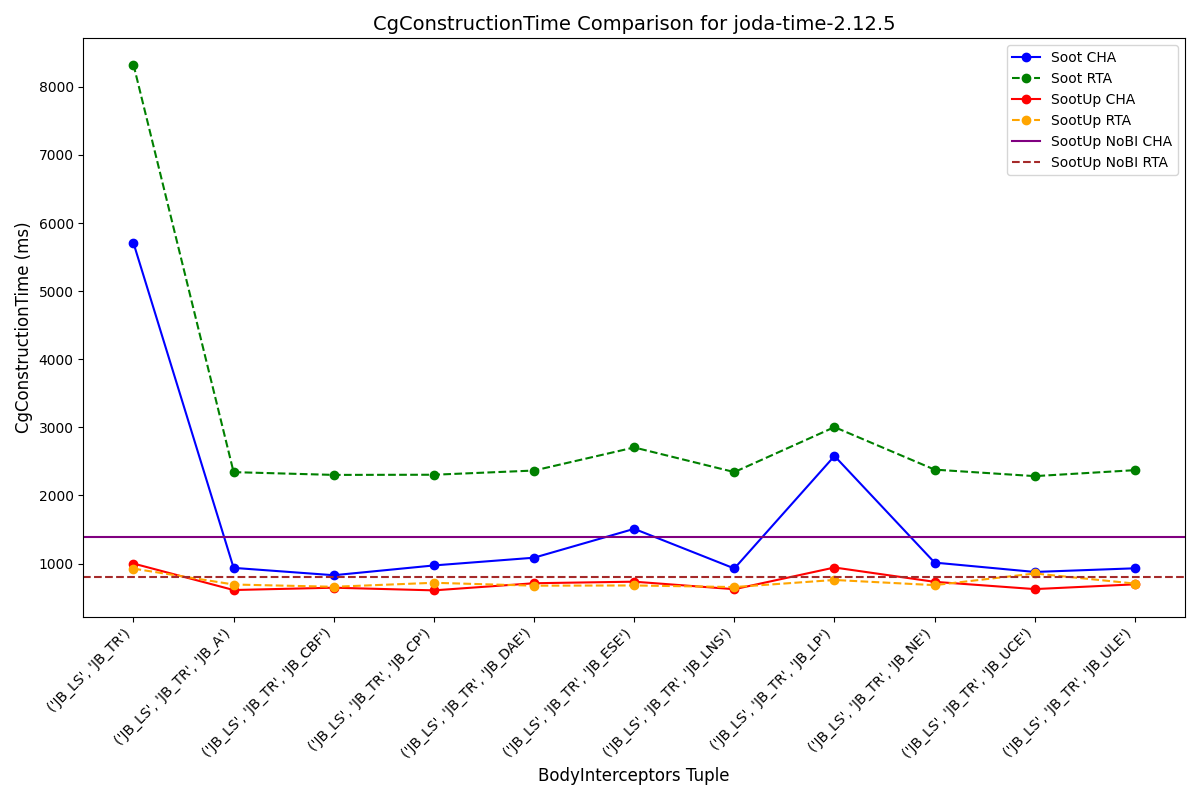 CgConstructionTime Comparison for joda-time-2.12.5
CgConstructionTime (ms)
8000
7000
6000
5000
4000
3000
2000
1000
Soot CHA
Soot RTA
SootUp CHA
SootUp RTA
SootUp NoBI CHA
SootUp NoBI RTA
('JB_LS', 'JB_TR')
('JB_LS', 'JB_TR', 'JB_A')
('JB_LS', 'JB_TR', 'JB_CBF')
('JB_LS', 'JB_TR', 'JB_CP')
('JB_LS', 'JB_TR', 'JB_DAE')
('JB_LS', 'JB_TR', 'JB_ESE')
('JB_LS', 'JB_TR', 'JB_LNS')
('JB_LS', 'JB_TR', 'JB_LP')
('JB_LS', 'JB_TR', 'JB_NE')
('JB_LS', 'JB_TR', 'JB_UCE')
('JB_LS', 'JB_TR', 'JB_ULE')
BodyInterceptors Tuple